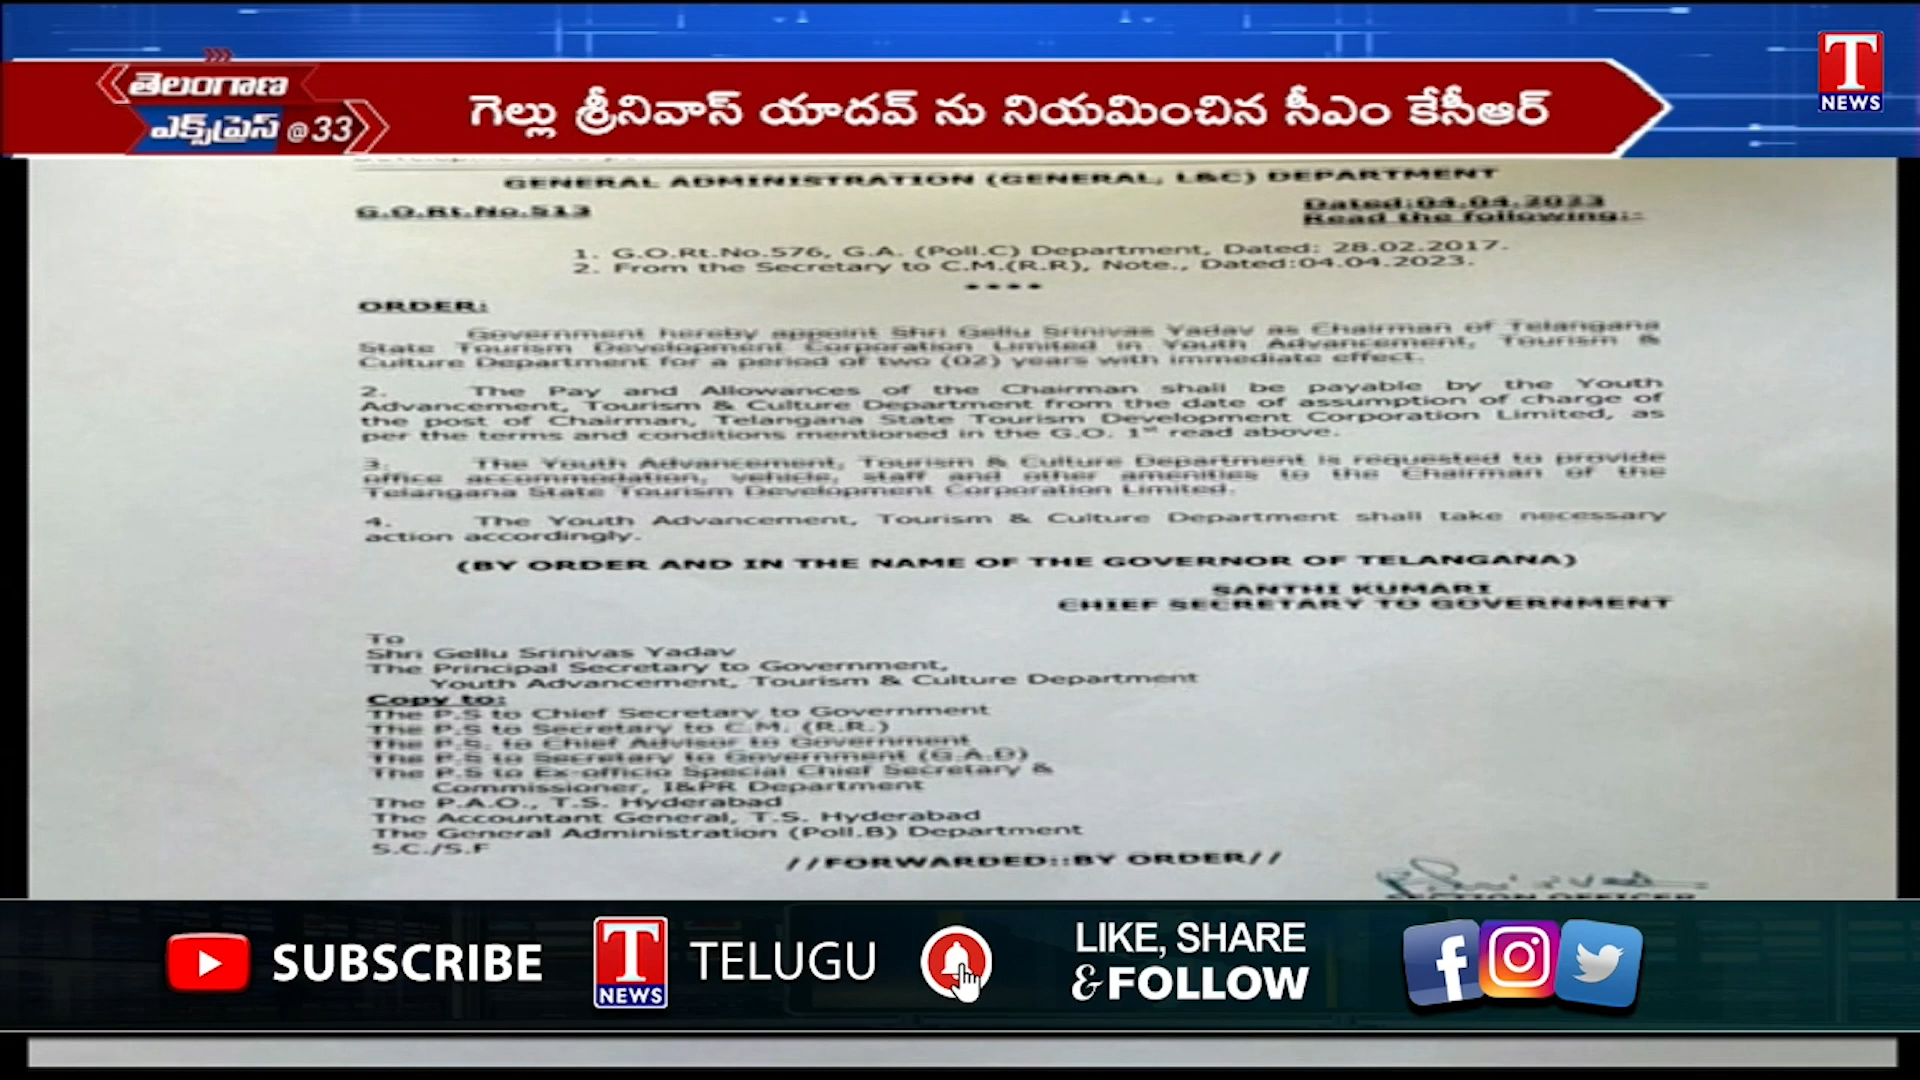 తెలంగాణ
ఎక్స్‌ప్రెస్ @ 33
గెల్లు శ్రీనివాస్ యాదవ్ ను నియమించిన సీఎం కేసీఆర్
T
NEWS
GENERAL ADMINISTRATION (GENERAL, L&C) DEPARTMENT
G.O.Rt.No.513
Dated:04.04.2023
Read the following:-
1. G.O.Rt.No.576, G.A. (Poll.C) Department, Dated: 28.02.2017.
2. From the Secretary to C.M.(R.R), Note., Dated:04.04.2023.
****
ORDER:
Government hereby appoint Shri Gellu Srinivas Yadav as Chairman of Telangana
State Tourism Development Corporation Limited in Youth Advancement, Tourism &
Culture Department for a period of two (02) years with immediate effect.
2. The Pay and Allowances of the Chairman shall be payable by the Youth
Advancement, Tourism & Culture Department from the date of assumption of charge of
the post of Chairman, Telangana State Tourism Development Corporation Limited, as
per the terms and conditions mentioned in the G.O. 1st read above.
3. The Youth Advancement, Tourism & Culture Department is requested to provide
office accommodation, vehicle, staff and other amenities to the Chairman of the
Telangana State Tourism Development Corporation Limited.
4. The Youth Advancement, Tourism & Culture Department shall take necessary
action accordingly.
(BY ORDER AND IN THE NAME OF THE GOVERNOR OF TELANGANA)
SANTHI KUMARI
CHIEF SECRETARY TO GOVERNMENT
To
Shri Gellu Srinivas Yadav
The Principal Secretary to Government,
Youth Advancement, Tourism & Culture Department
Copy to:
The P.S to Chief Secretary to Government
The P.S to Secretary to C.M. (R.R.)
The P.S. to Chief Advisor to Government
The P.S to Secretary to Government (G.A.D)
The P.S to Ex-officio Special Chief Secretary &
Commissioner, I&PR Department
The P.A.O., T.S. Hyderabad
The Accountant General, T.S. Hyderabad
The General Administration (Poll.B) Department
S.C./S.F
//FORWARDED::BY ORDER//
SECTION OFFICER
SUBSCRIBE
T
NEWS
TELUGU
LIKE, SHARE
& FOLLOW